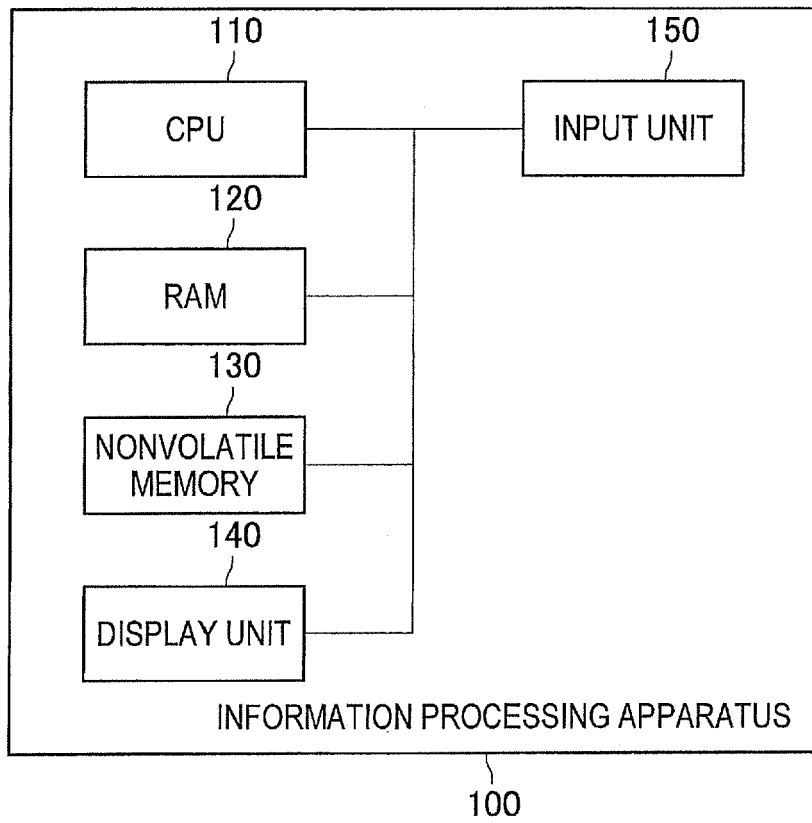 110
150
CPU
INPUT UNIT
120
RAM
130
NONVOLATILE
MEMORY
140
DISPLAY UNIT
INFORMATION PROCESSING APPARATUS
100